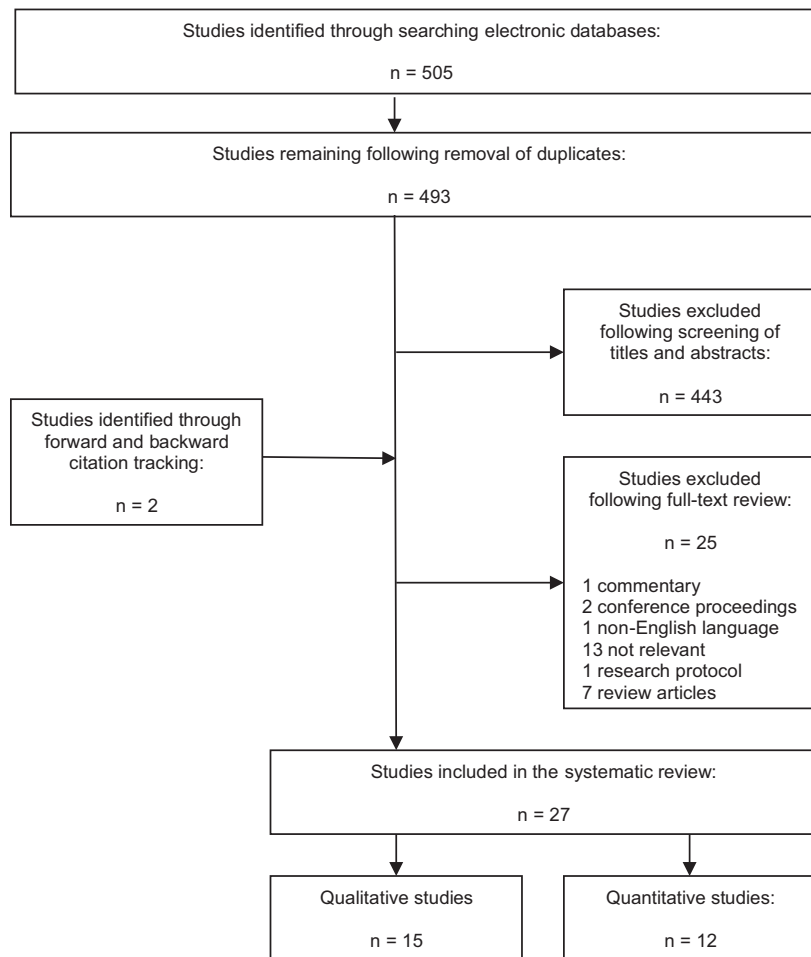 Studies identified through searching electronic databases:
n = 505
Studies remaining following removal of duplicates:
n = 493
Studies excluded
following screening of
titles and abstracts:
n = 443
Studies identified through
forward and backward
citation tracking:
n = 2
Studies excluded
following full-text review:
n = 25
1 commentary
2 conference proceedings
1 non-English language
13 not relevant
1 research protocol
7 review articles
Studies included in the systematic review:
n = 27
Qualitative studies
n = 15
Quantitative studies:
n = 12